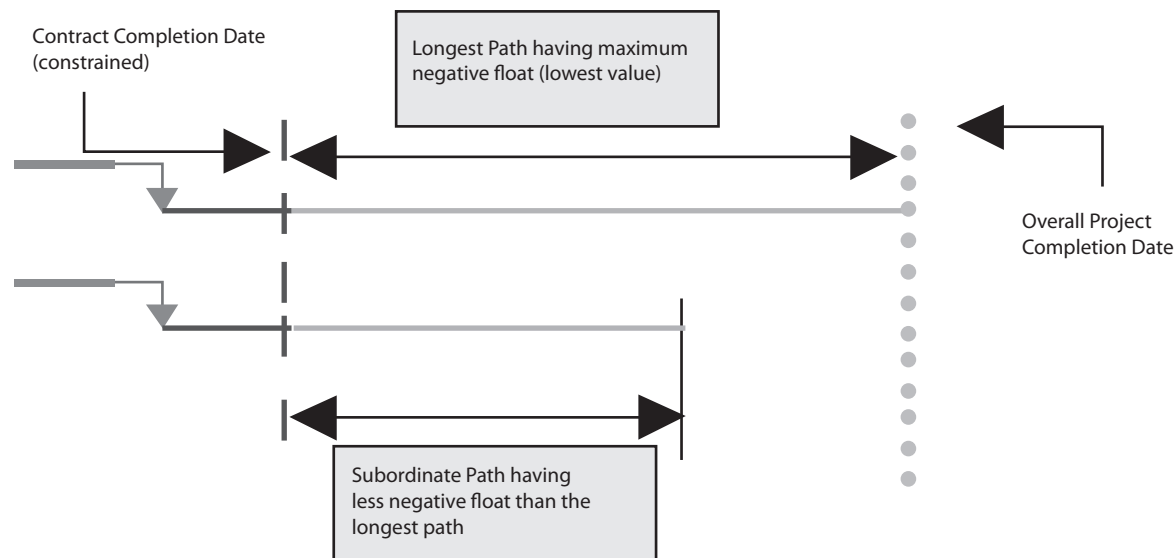 Contract Completion Date
(constrained)
Longest Path having maximum
negative float (lowest value)
Overall Project
Completion Date
Subordinate Path having
less negative float than the
longest path